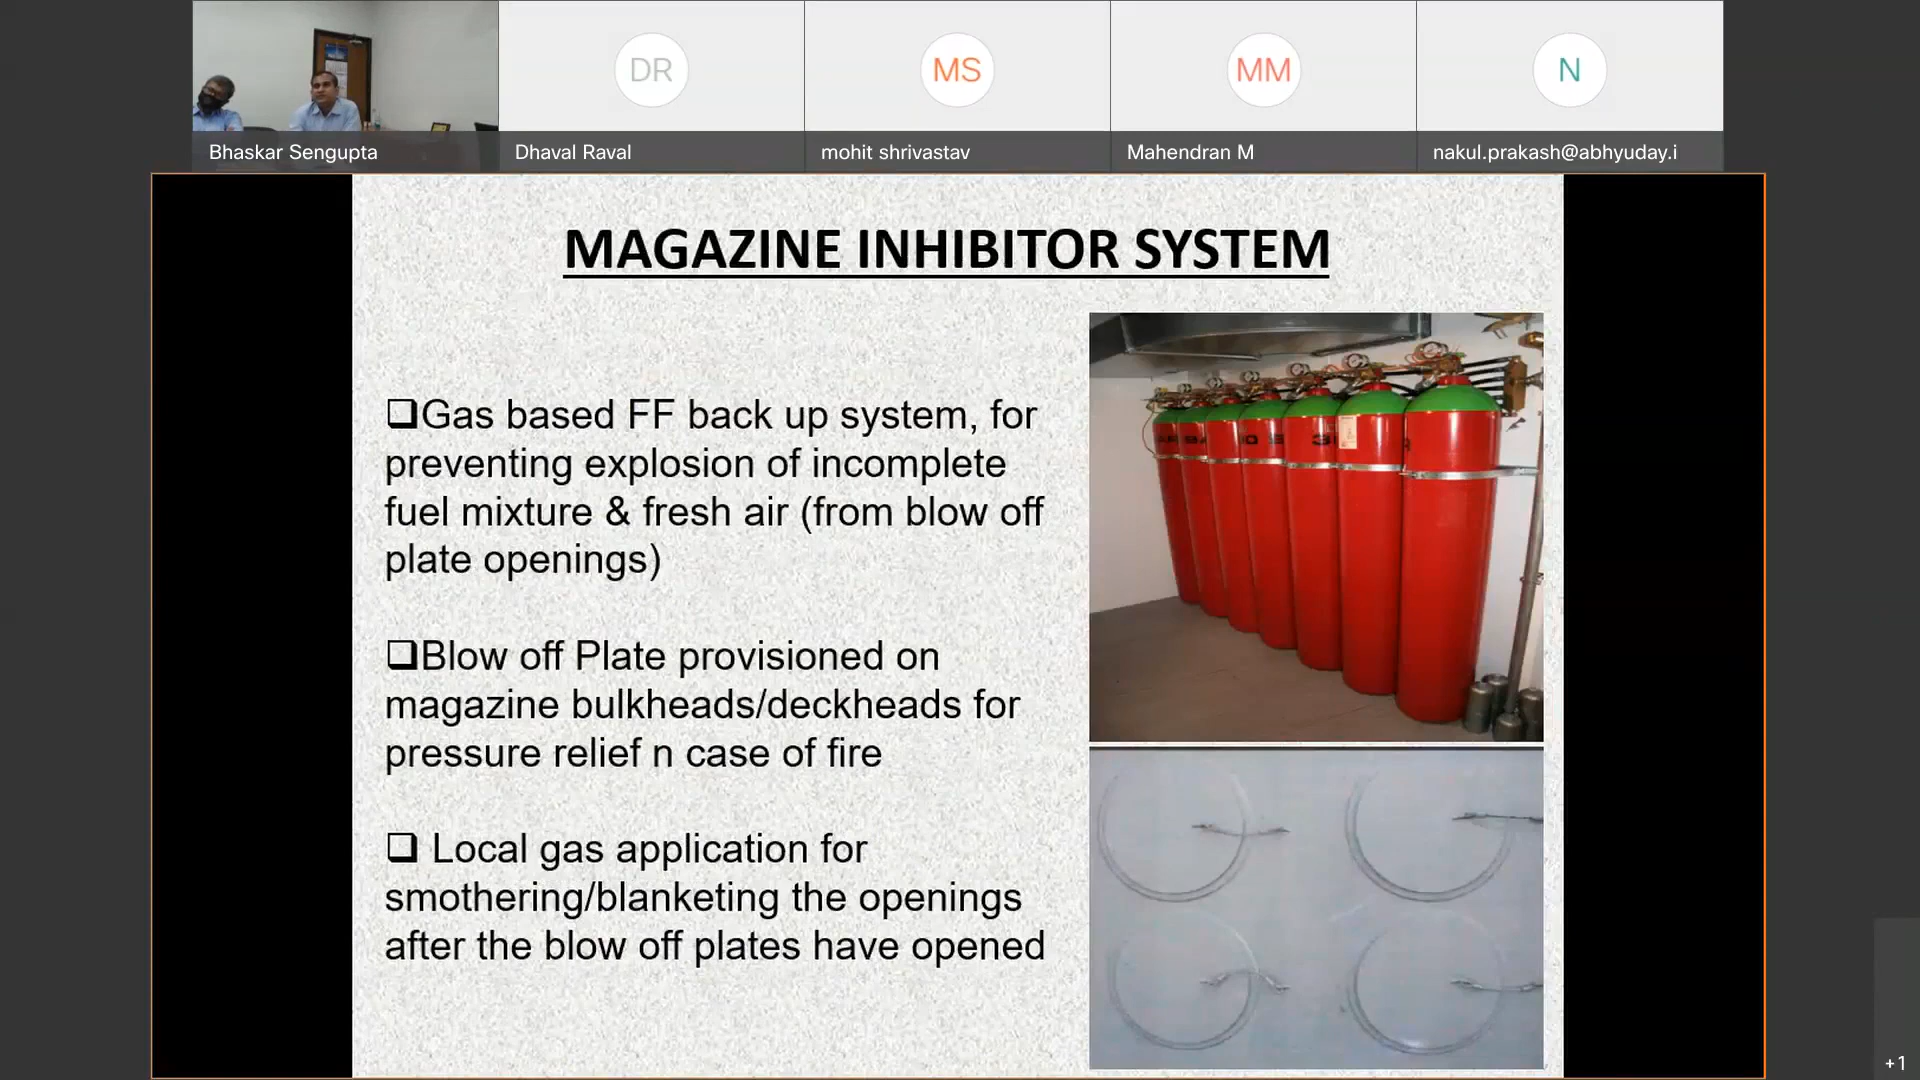 DR
MS
MM
N
Bhaskar Sengupta
Dhaval Raval
mohit shrivastav
Mahendran M
nakul.prakash@abhyuday.i
MAGAZINE INHIBITOR SYSTEM
❑Gas based FF back up system, for
preventing explosion of incomplete
fuel mixture & fresh air (from blow off
plate openings)
❑Blow off Plate provisioned on
magazine bulkheads/deckheads for
pressure relief n case of fire
❑ Local gas application for
smothering/blanketing the openings
after the blow off plates have opened
+1